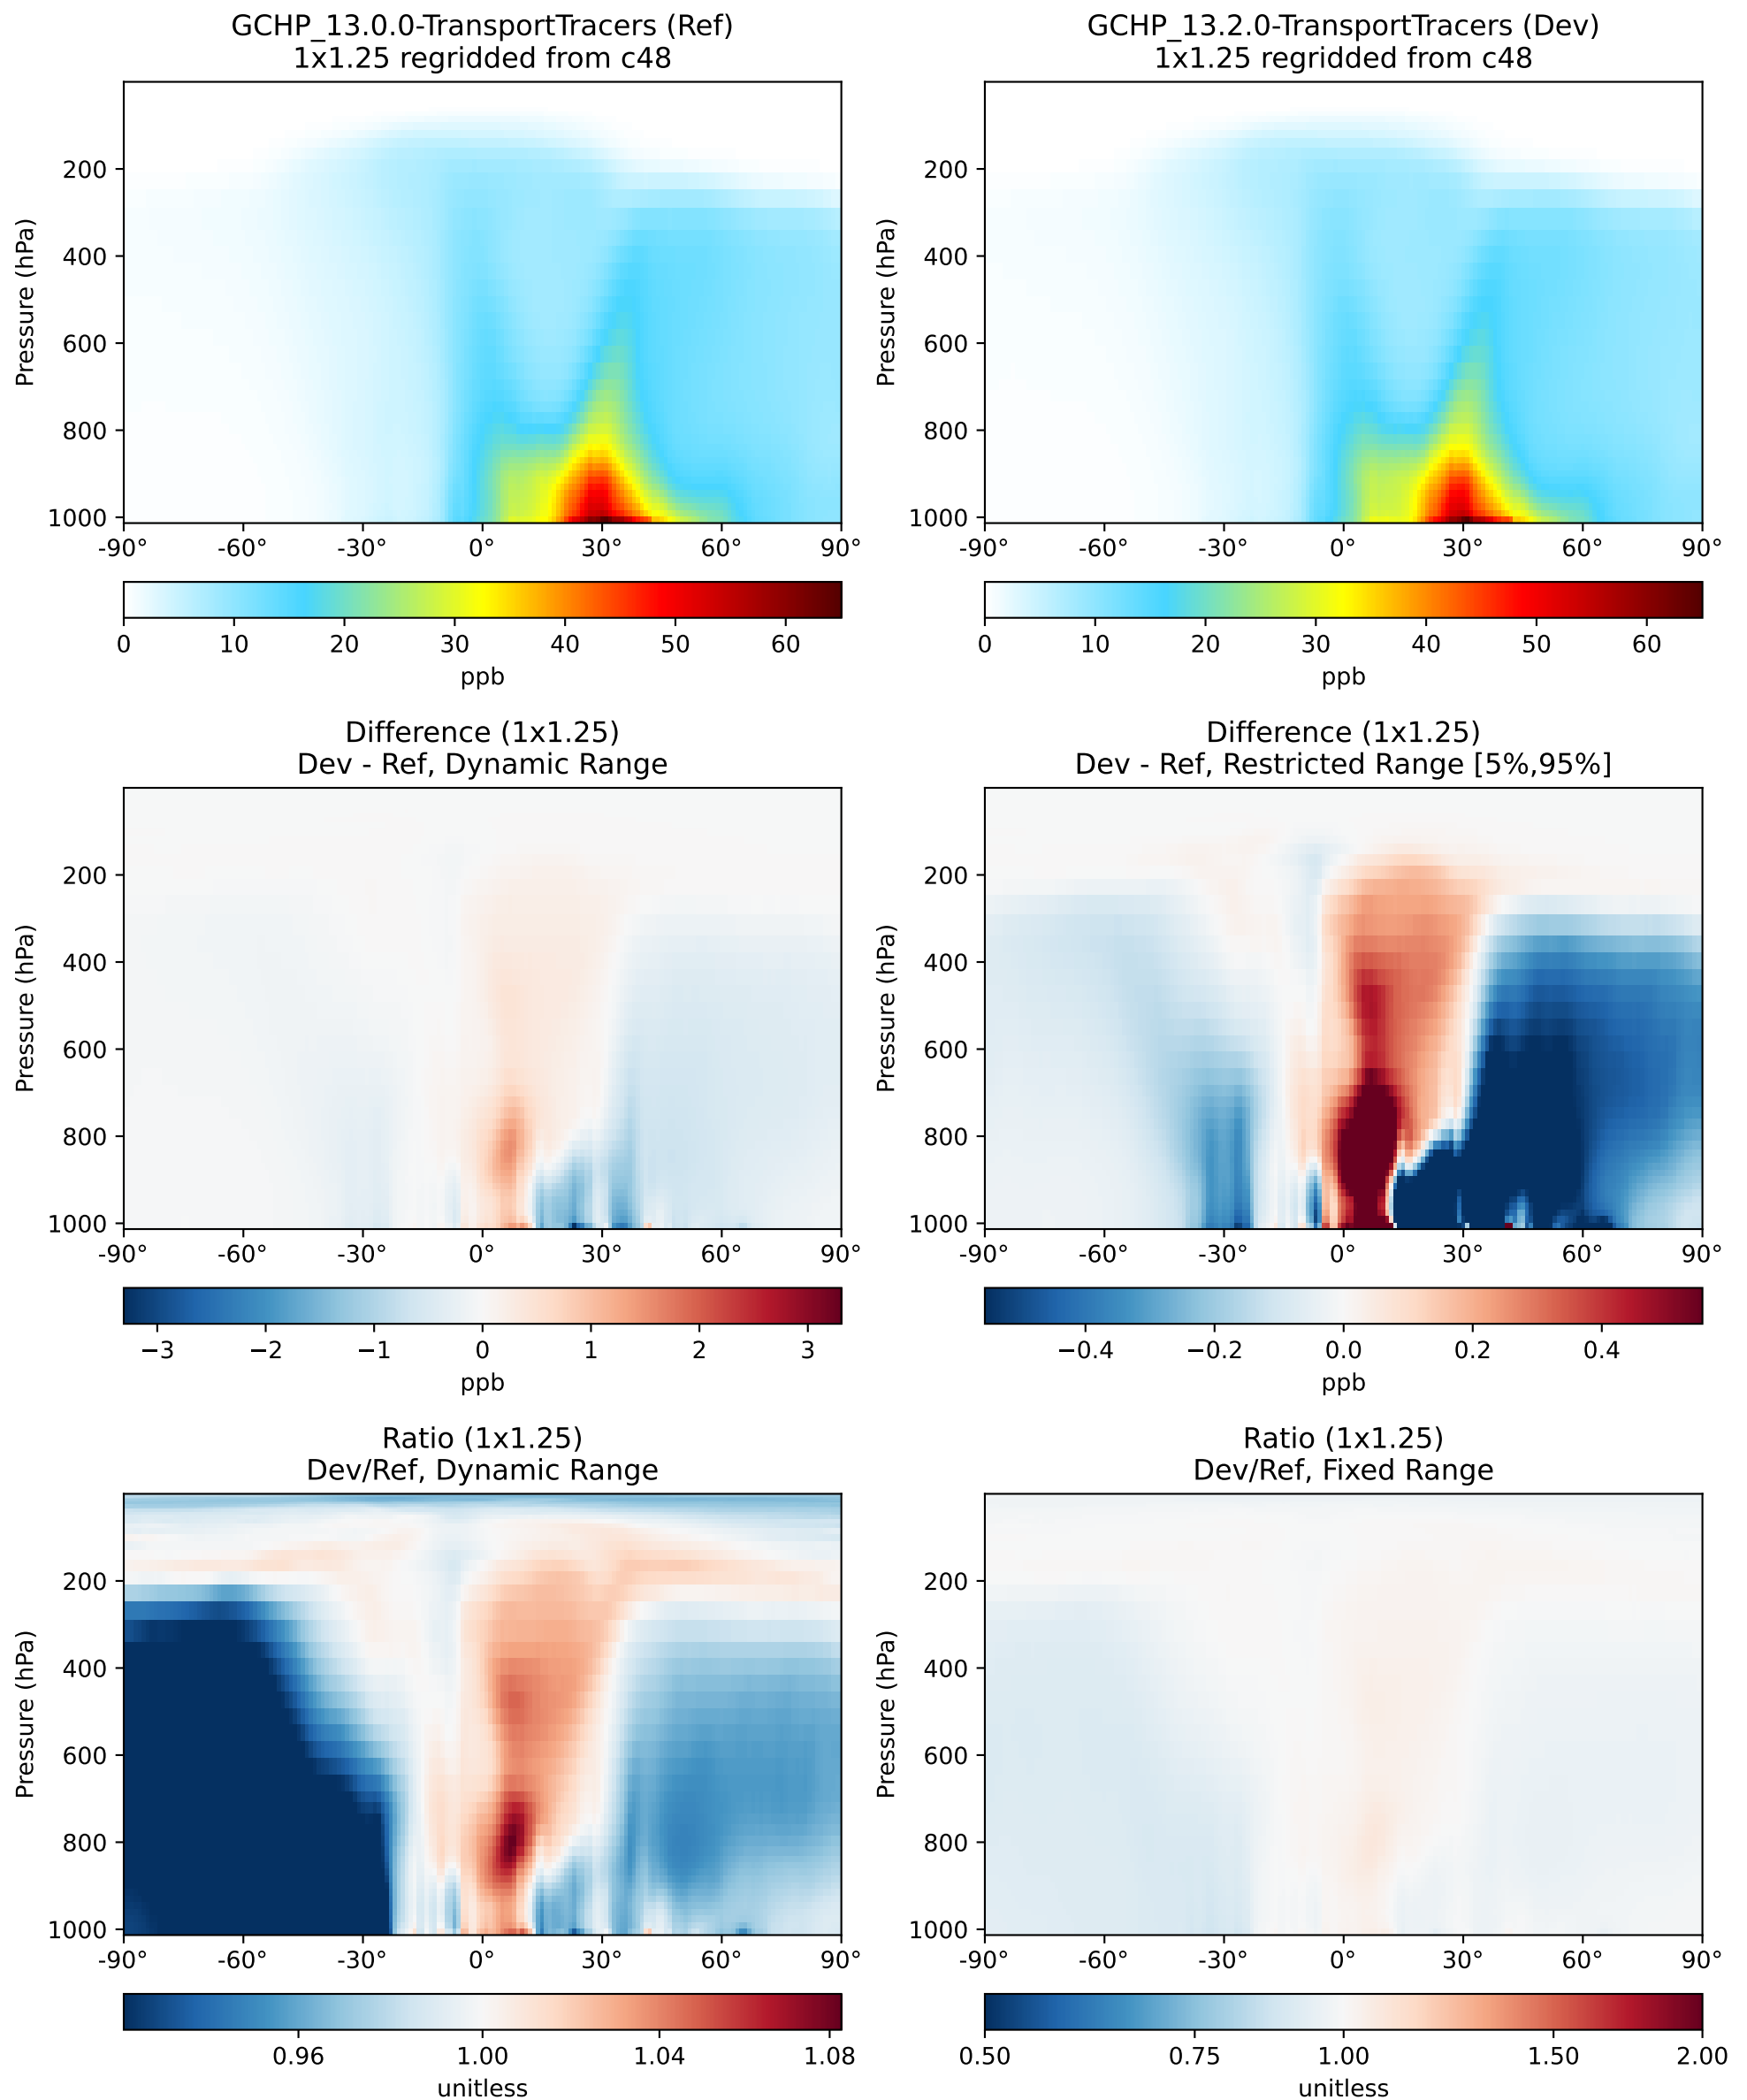 GCHP_13.0.0-TransportTracers (Ref)
1x1.25 regridded from c48
GCHP_13.2.0-TransportTracers (Dev)
1x1.25 regridded from c48
Pressure (hPa)
200
400
600
800
1000
-90° -60° -30° 0° 30° 60° 90°
0 10 20 30 40 50 60
ppb
Pressure (hPa)
200
400
600
800
1000
-90° -60° -30° 0° 30° 60° 90°
0 10 20 30 40 50 60
ppb
Difference (1x1.25)
Dev - Ref, Dynamic Range
Difference (1x1.25)
Dev - Ref, Restricted Range [5%,95%]
Pressure (hPa)
200
400
600
800
1000
-90° -60° -30° 0° 30° 60° 90°
−3 −2 −1 0 1 2 3
ppb
Pressure (hPa)
200
400
600
800
1000
-90° -60° -30° 0° 30° 60° 90°
−0.4 −0.2 0.0 0.2 0.4
ppb
Ratio (1x1.25)
Dev/Ref, Dynamic Range
Ratio (1x1.25)
Dev/Ref, Fixed Range
Pressure (hPa)
200
400
600
800
1000
-90° -60° -30° 0° 30° 60° 90°
0.96 1.00 1.04 1.08
unitless
Pressure (hPa)
200
400
600
800
1000
-90° -60° -30° 0° 30° 60° 90°
0.50 0.75 1.00 1.50 2.00
unitless